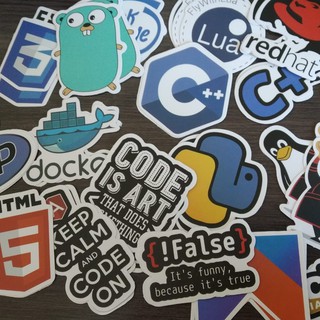 3
Lua
redhat
C++
C
docke
CODE
IS ART
THAT DOES
HTML
5
KEEP
CALM
AND
CODE
ON
{!False}
It's funny,
because it's true